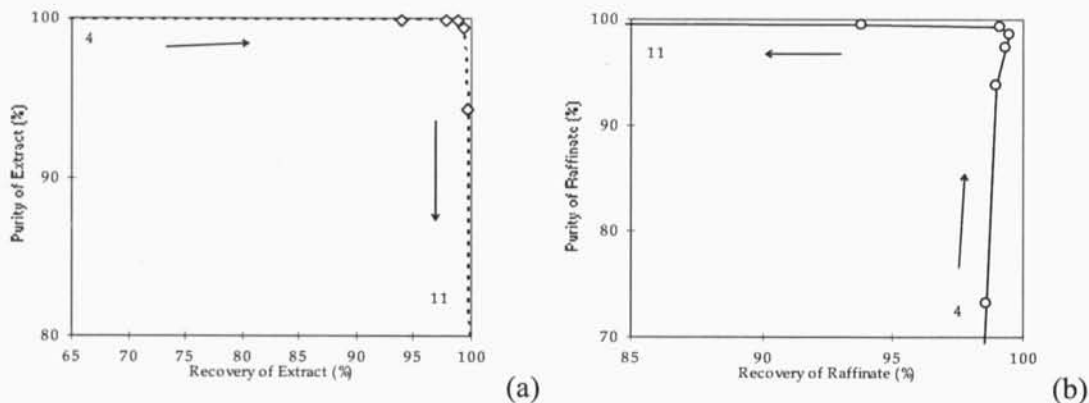 100
90
80
Purity of Extract (%)
4
11
65 70 75 80 85 90 95 100
Recovery of Extract (%)
(a)
100
90
80
70
Purity of Raffinate (%)
11
4
85 90 95 100
Recovery of Raffinate (%)
(b)